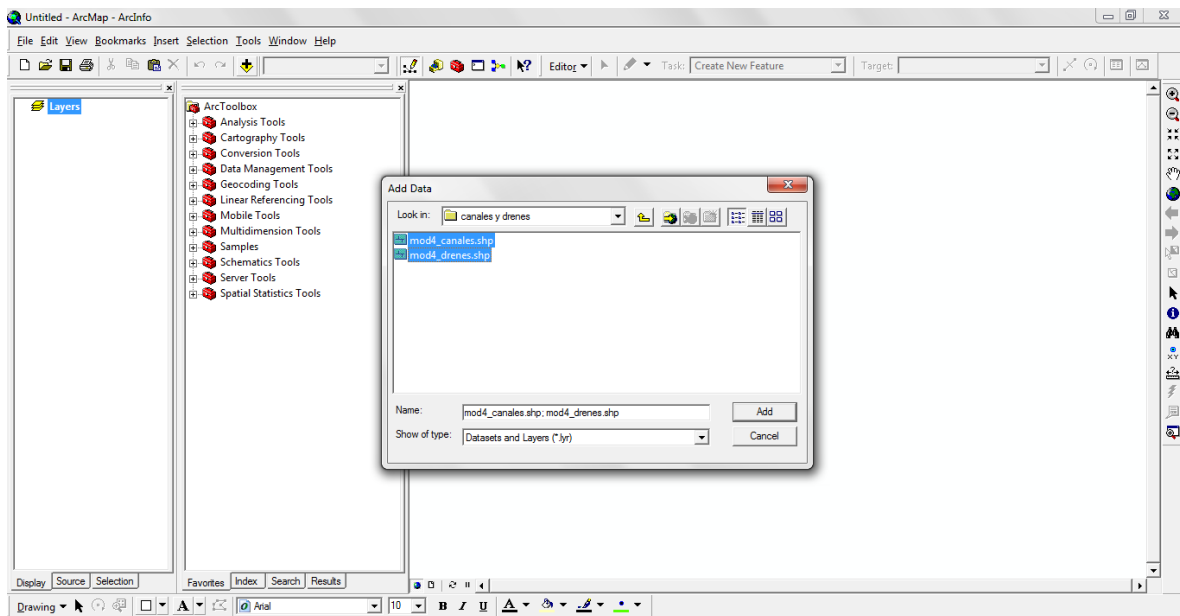 Untitled - ArcMap - ArcInfo
File Edit View Bookmarks Insert Selection Tools Window Help
Editor Task: Create New Feature Target:
Layers
ArcToolbox
Analysis Tools
Cartography Tools
Conversion Tools
Data Management Tools
Geocoding Tools
Linear Referencing Tools
Mobile Tools
Multidimension Tools
Samples
Schematics Tools
Server Tools
Spatial Statistics Tools
Add Data
Look in: canales y drenes
mod4_canales.shp
mod4_drenes.shp
Name: mod4_canales.shp; mod4_drenes.shp Add
Show of type: Datasets and Layers (*.lyr) Cancel
XY
Display Source Selection Favorites Index Search Results
Drawing A Arial 10 B I U A